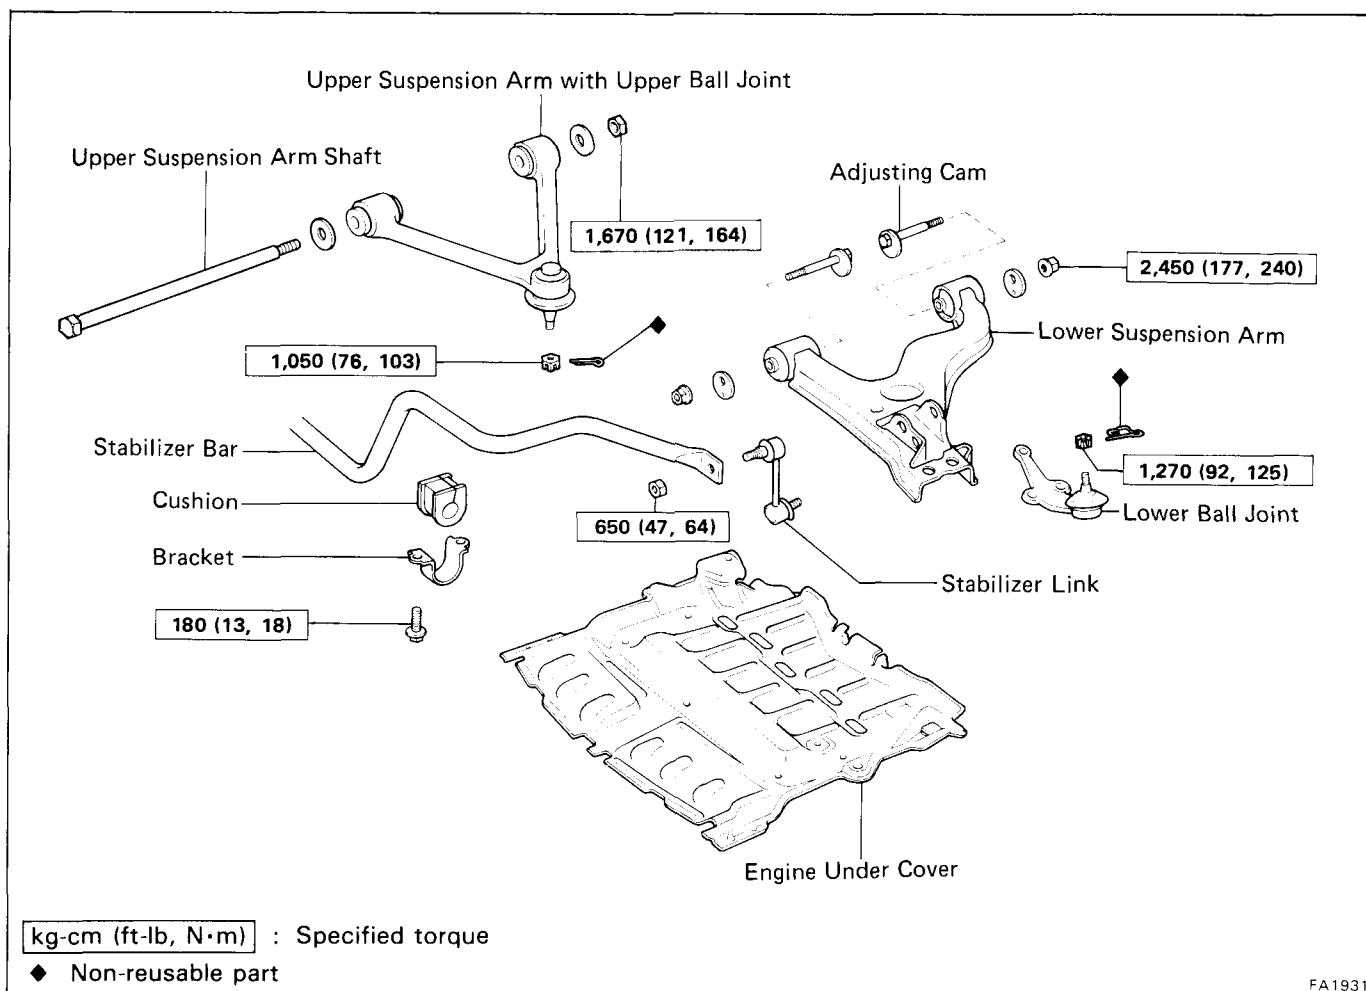 Upper Suspension Arm with Upper Ball Joint
Upper Suspension Arm Shaft
Adjusting Cam
1,670 (121, 164)
2,450 (177, 240)
Lower Suspension Arm
1,050 (76, 103)
Stabilizer Bar
1,270 (92, 125)
Cushion
650 (47, 64)
Lower Ball Joint
Bracket
Stabilizer Link
180 (13, 18)
Engine Under Cover
kg-cm (ft-lb, N·m) : Specified torque
◆ Non-reusable part
FA1931